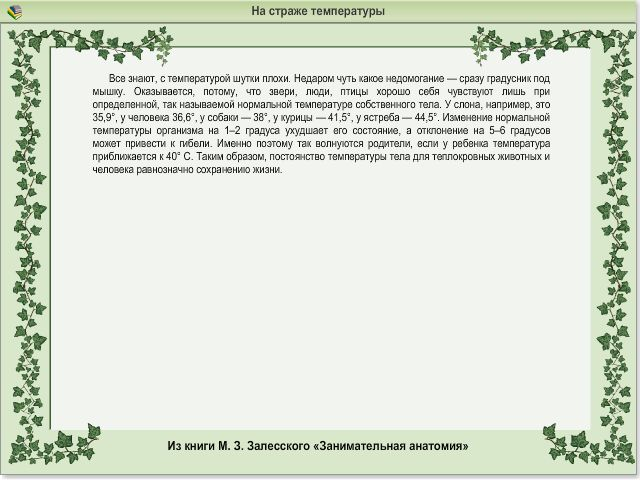 На страже температуры
Все знают, с температурой шутки плохи. Недаром чуть какое недомогание — сразу градусник под
мышку. Оказывается, потому, что звери, люди, птицы хорошо себя чувствуют лишь при
определенной, так называемой нормальной температуре собственного тела. У слона, например, это
35,9°, у человека 36,6°, у собаки — 38°, у курицы — 41,5°, у ястреба — 44,5°. Изменение нормальной
температуры организма на 1–2 градуса ухудшает его состояние, а отклонение на 5–6 градусов
может привести к гибели. Именно поэтому так волнуются родители, если у ребенка температура
приближается к 40° С. Таким образом, постоянство температуры тела для теплокровных животных и
человека равнозначно сохранению жизни.
Из книги М. З. Залесского «Занимательная анатомия»